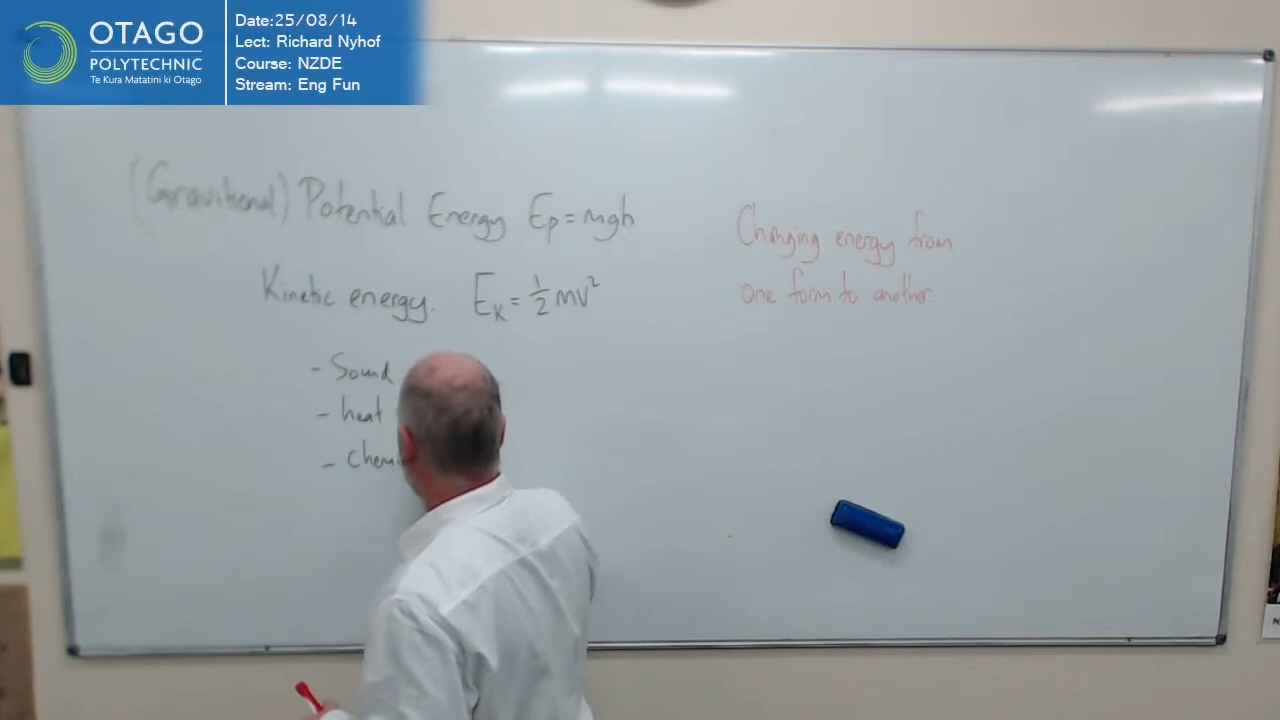 OTAGO
POLYTECHNIC
Te Kura Matatini ki Otago
Date:25/08/14
Lect: Richard Nyhof
Course: NZDE
Stream: Eng Fun
(Gravitional) Potential Energy Ep = mgh
Kinetic energy. EK = 1/2 mv²
- Sound
- heat
- Chemi
Changing energy from
one form to another